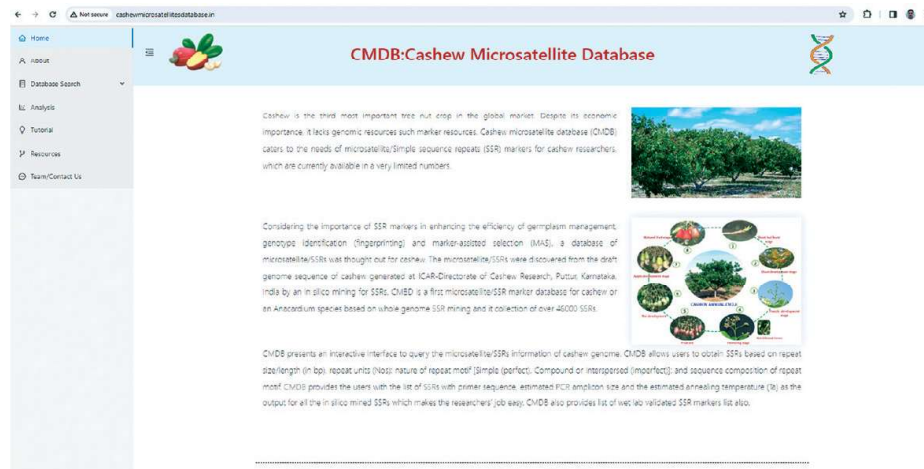 Not secure cashewmicrosatellitesdatabase.in
Home
About
Database Search
Analysis
Tutorial
Resources
Team/Contact Us
CMDB:Cashew Microsatellite Database
Cashew is the third most important tree nut crop in the global market. Despite its economic
importance, it lacks genomic resources such marker resources. Cashew microsatellite database (CMDB)
caters to the needs of microsatellite/Simple sequence repeats (SSR) markers for cashew researchers,
which are currently available in a very limited numbers.
Considering the importance of SSR markers in enhancing the efficiency of germplasm management,
genotype identification (fingerprinting) and marker-assisted selection (MAS), a database of
microsatellite/SSRs was thought out for cashew. The microsatellite/SSRs were discovered from the draft
genome sequence of cashew generated at ICAR-Directorate of Cashew Research, Puttur, Karnataka,
India by an in silico mining for SSRs. CMBD is a first microsatellite/SSR marker database for cashew or
an Anacardium species based on whole genome SSR mining and it collection of over 46000 SSRs.
CMDB presents an interactive interface to query the microsatellite/SSRs information of cashew genome. CMDB allows users to obtain SSRs based on repeat
size/length (in bp), repeat units (Nos); nature of repeat motif [Simple (perfect), Compound or interspersed (imperfect)]; and sequence composition of repeat
motif CMDB provides the users with the list of SSRs with primer sequence, estimated PCR amplicon size and the estimated annealing temperature (Ta) as the
output for all the in silico mined SSRs which makes the researchers' job easy. CMDB also provides list of wet lab validated SSR markers list also.